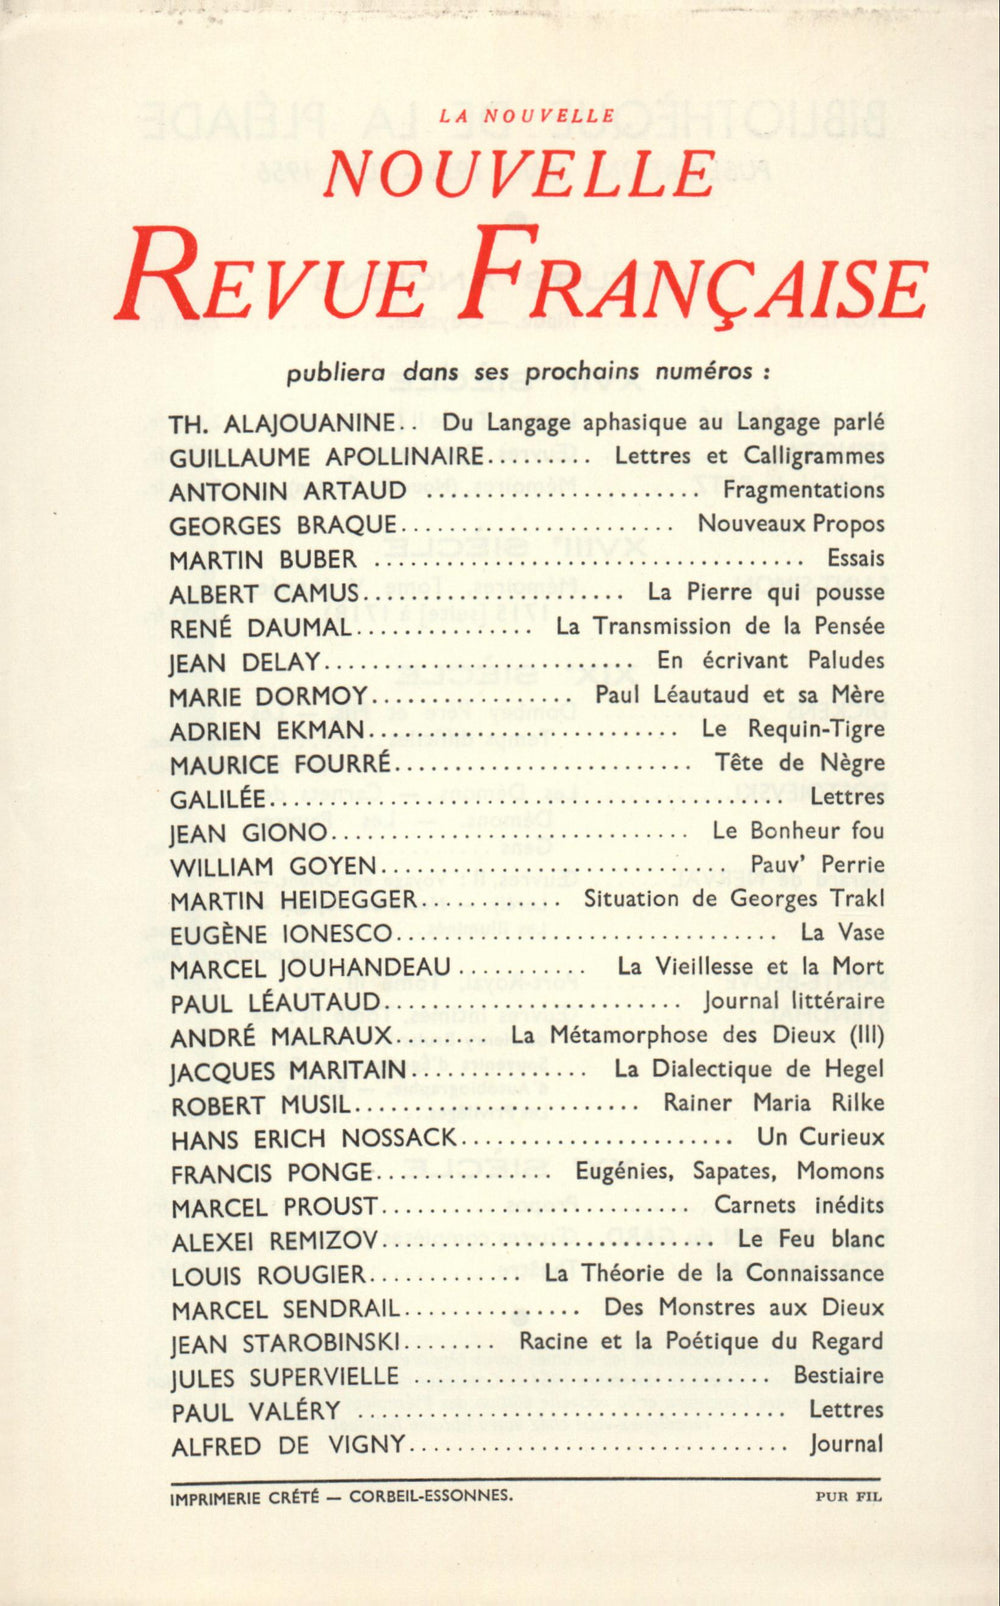 LA NOUVELLE
NOUVELLE
REVUE FRANÇAISE
publiera dans ses prochains numéros :
TH. ALAJOUANINE.. Du Langage aphasique au Langage parlé
GUILLAUME APOLLINAIRE......... Lettres et Calligrammes
ANTONIN ARTAUD ....................... Fragmentations
GEORGES BRAQUE....................... Nouveaux Propos
MARTIN BUBER .................................... Essais
ALBERT CAMUS...................... La Pierre qui pousse
RENÉ DAUMAL............... La Transmission de la Pensée
JEAN DELAY.......................... En écrivant Paludes
MARIE DORMOY................. Paul Léautaud et sa Mère
ADRIEN EKMAN.......................... Le Requin-Tigre
MAURICE FOURRÉ......................... Tête de Nègre
GALILÉE........................................... Lettres
JEAN GIONO.............................. Le Bonheur fou
WILLIAM GOYEN............................. Pauv' Perrie
MARTIN HEIDEGGER............ Situation de Georges Trakl
EUGÈNE IONESCO................................ La Vase
MARCEL JOUHANDEAU ........... La Vieillesse et la Mort
PAUL LÉAUTAUD......................... Journal littéraire
ANDRÉ MALRAUX........ La Métamorphose des Dieux (III)
JACQUES MARITAIN............... La Dialectique de Hegel
ROBERT MUSIL........................ Rainer Maria Rilke
HANS ERICH NOSSACK....................... Un Curieux
FRANCIS PONGE............... Eugénies, Sapates, Momons
MARCEL PROUST.......................... Carnets inédits
ALEXEI REMIZOV............................ Le Feu blanc
LOUIS ROUGIER............. La Théorie de la Connaissance
MARCEL SENDRAIL............... Des Monstres aux Dieux
JEAN STAROBINSKI........ Racine et la Poétique du Regard
JULES SUPERVIELLE .............................. Bestiaire
PAUL VALÉRY .................................... Lettres
ALFRED DE VIGNY................................ Journal
IMPRIMERIE CRÉTÉ — CORBEIL-ESSONNES. PUR FIL